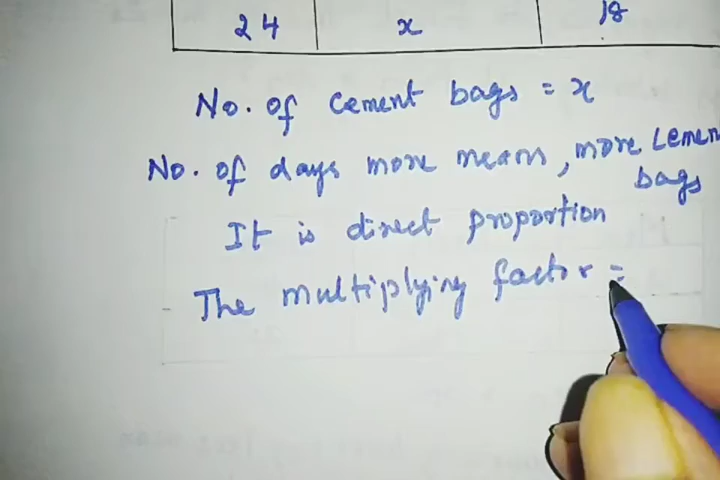 24 x 18
No. of cement bags = x
No. of days more means, more cement
bags
It is direct proportion
The multiplying factor =